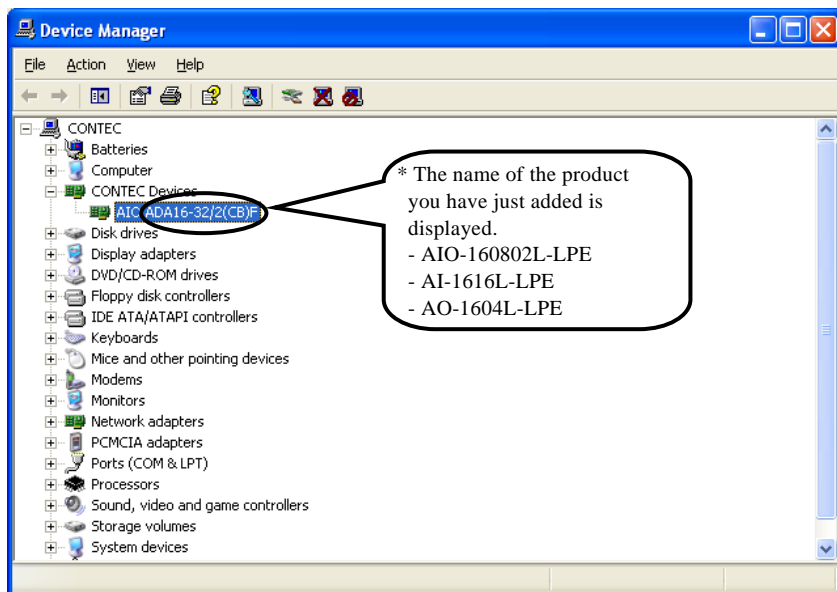 Device Manager
File Action View Help
CONTEC
Batteries
Computer
CONTEC Devices
AIO ADA16-32/2(CB)F
Disk drives
Display adapters
DVD/CD-ROM drives
Floppy disk controllers
IDE ATA/ATAPI controllers
Keyboards
Mice and other pointing devices
Modems
Monitors
Network adapters
PCMCIA adapters
Ports (COM & LPT)
Processors
Sound, video and game controllers
Storage volumes
System devices
* The name of the product
you have just added is
displayed.
- AIO-160802L-LPE
- AI-1616L-LPE
- AO-1604L-LPE